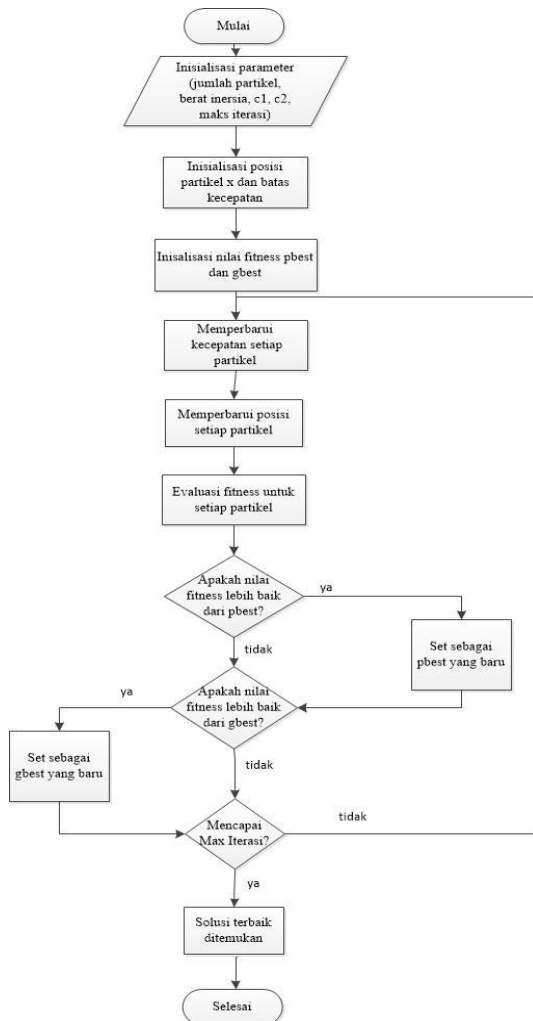 Mulai
Inisialisasi parameter
(jumlah partikel,
berat inersia, c1, c2,
maks iterasi)
Inisialisasi posisi
partikel x dan batas
kecepatan
Inisalisasi nilai fitness pbest
dan gbest
Memperbarui
kecepatan setiap
partikel
Memperbarui posisi
setiap partikel
Evaluasi fitness untuk
setiap partikel
Apakah nilai
fitness lebih baik
dari pbest?
ya
Set sebagai
pbest yang baru
tidak
Apakah nilai
fitness lebih baik
dari gbest?
ya
Set sebagai
gbest yang baru
tidak
Mencapai
Max Iterasi?
tidak
ya
Solusi terbaik
ditemukan
Selesai